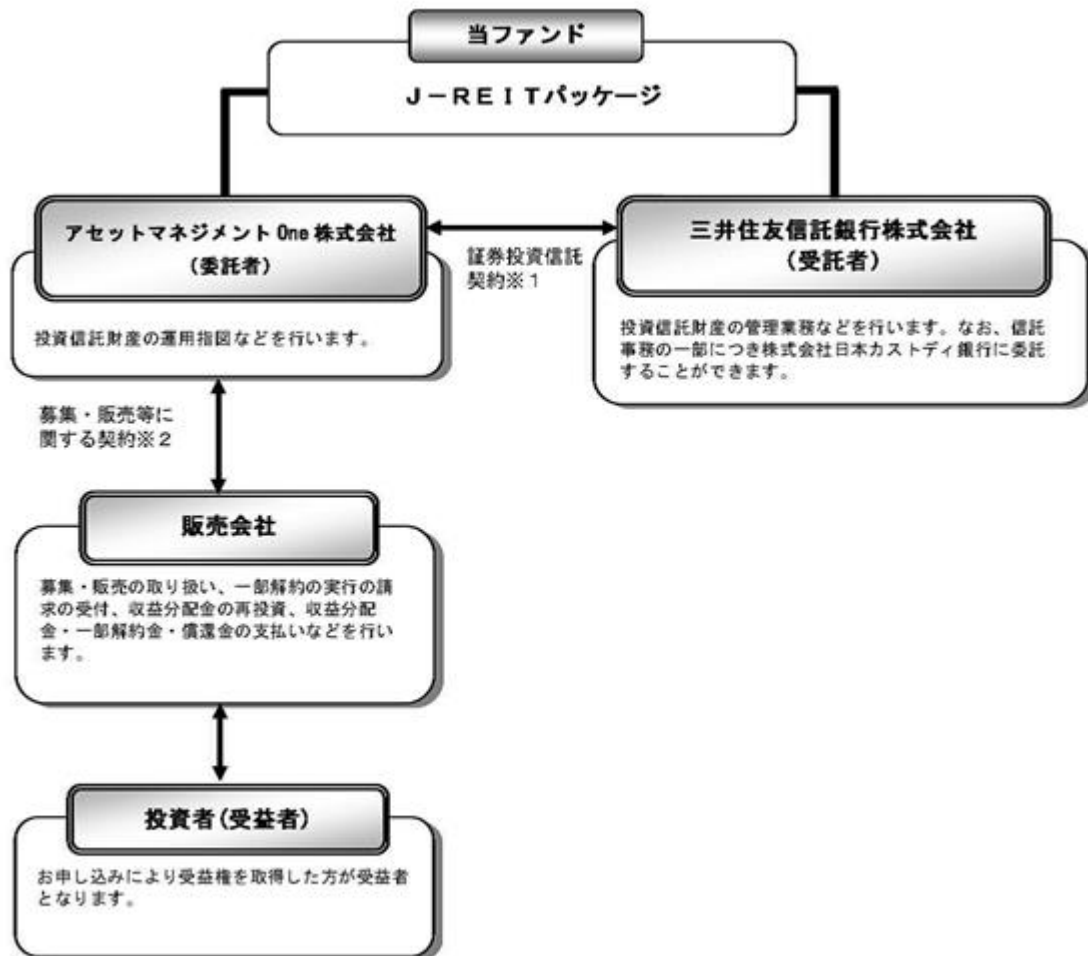 当ファンド
J－REITパッケージ
アセットマネジメント One 株式会社
(委託者)
投資信託財産の運用指図などを行います。
証券投資信託
契約※1
三井住友信託銀行株式会社
(受託者)
投資信託財産の管理業務などを行います。なお、信託
事務の一部につき株式会社日本カストディ銀行に委託
することができます。
募集・販売等に
関する契約※2
販売会社
募集・販売の取り扱い、一部解約の実行の請
求の受付、収益分配金の再投資、収益分配
金・一部解約金・償還金の支払いなどを行い
ます。
投資者(受益者)
お申し込みにより受益権を取得した方が受益者
となります。